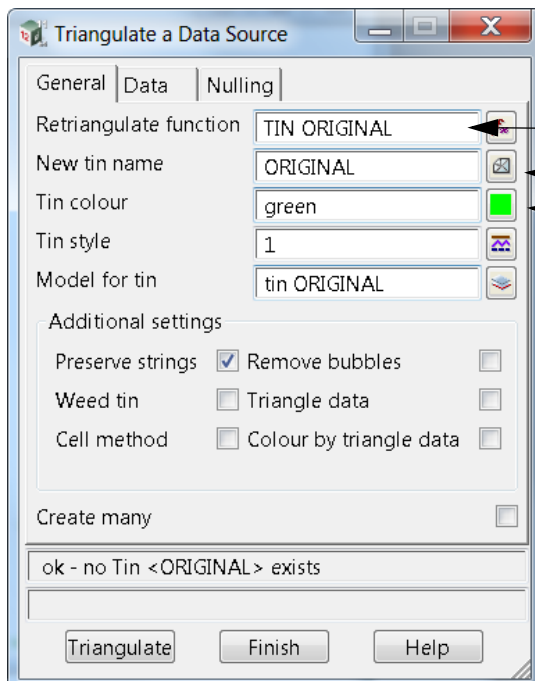 Triangulate a Data Source
General Data Nulling
Retriangulate function TIN ORIGINAL
New tin name ORIGINAL
Tin colour green
Tin style 1
Model for tin tin ORIGINAL
Additional settings
Preserve strings Remove bubbles
Weed tin Triangle data
Cell method Colour by triangle data
Create many
ok - no Tin <ORIGINAL> exists
Triangulate Finish Help